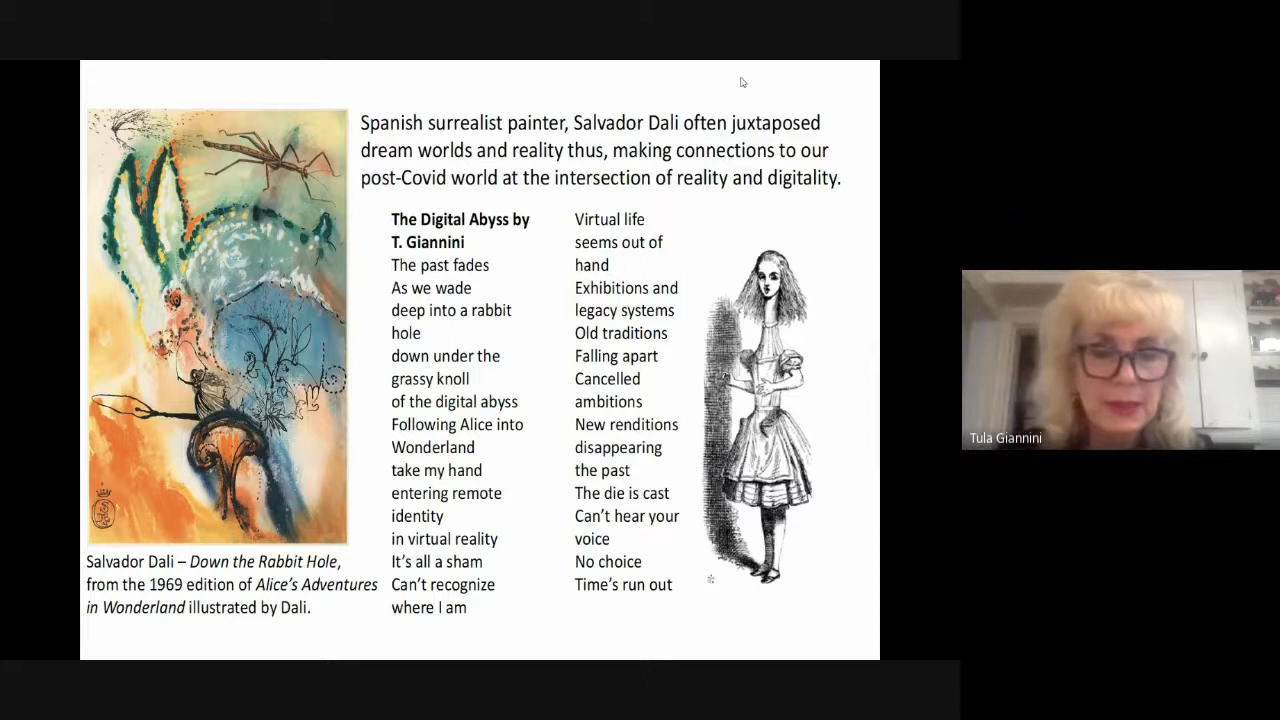 Spanish surrealist painter, Salvador Dali often juxtaposed
dream worlds and reality thus, making connections to our
post-Covid world at the intersection of reality and digitality.
The Digital Abyss by
T. Giannini
The past fades
As we wade
deep into a rabbit
hole
down under the
grassy knoll
of the digital abyss
Following Alice into
Wonderland
take my hand
entering remote
identity
in virtual reality
It's all a sham
Can't recognize
where I am
Virtual life
seems out of
hand
Exhibitions and
legacy systems
Old traditions
Falling apart
Cancelled
ambitions
New renditions
disappearing
the past
The die is cast
Can't hear your
voice
No choice
Time's run out
Salvador Dali – Down the Rabbit Hole,
from the 1969 edition of Alice's Adventures
in Wonderland illustrated by Dali.
Tula Giannini